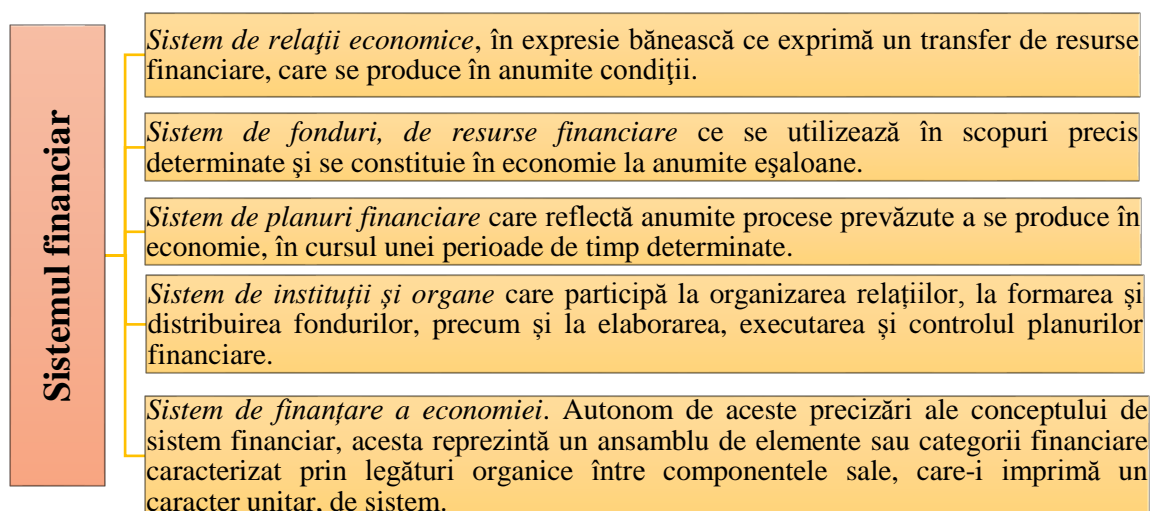 Sistemul financiar
Sistem de relaţii economice, în expresie bănească ce exprimă un transfer de resurse
financiare, care se produce în anumite condiţii.
Sistem de fonduri, de resurse financiare ce se utilizează în scopuri precis
determinate şi se constituie în economie la anumite eşaloane.
Sistem de planuri financiare care reflectă anumite procese prevăzute a se produce în
economie, în cursul unei perioade de timp determinate.
Sistem de instituții și organe care participă la organizarea relațiilor, la formarea și
distribuirea fondurilor, precum și la elaborarea, executarea și controlul planurilor
financiare.
Sistem de finanțare a economiei. Autonom de aceste precizări ale conceptului de
sistem financiar, acesta reprezintă un ansamblu de elemente sau categorii financiare
caracterizat prin legături organice între componentele sale, care-i imprimă un
caracter unitar, de sistem.